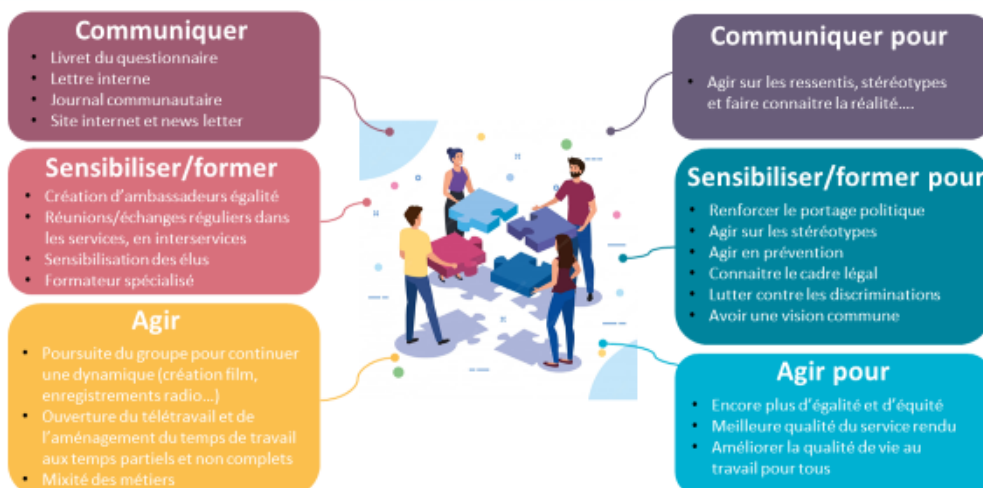 Communiquer
• Livret du questionnaire
• Lettre interne
• Journal communautaire
• Site internet et news letter
Sensibiliser/former
• Création d'ambassadeurs égalité
• Réunions/échanges réguliers dans
les services, en interservices
• Sensibilisation des élus
• Formateur spécialisé
Agir
• Poursuite du groupe pour continuer
une dynamique (création film,
enregistrements radio...)
• Ouverture du télétravail et de
l'aménagement du temps de travail
aux temps partiels et non complets
• Mixité des métiers
Communiquer pour
• Agir sur les ressentis, stéréotypes
et faire connaitre la réalité....
Sensibiliser/former pour
• Renforcer le portage politique
• Agir sur les stéréotypes
• Agir en prévention
• Connaitre le cadre légal
• Lutter contre les discriminations
• Avoir une vision commune
Agir pour
• Encore plus d'égalité et d'équité
• Meilleure qualité du service rendu
• Améliorer la qualité de vie au
travail pour tous